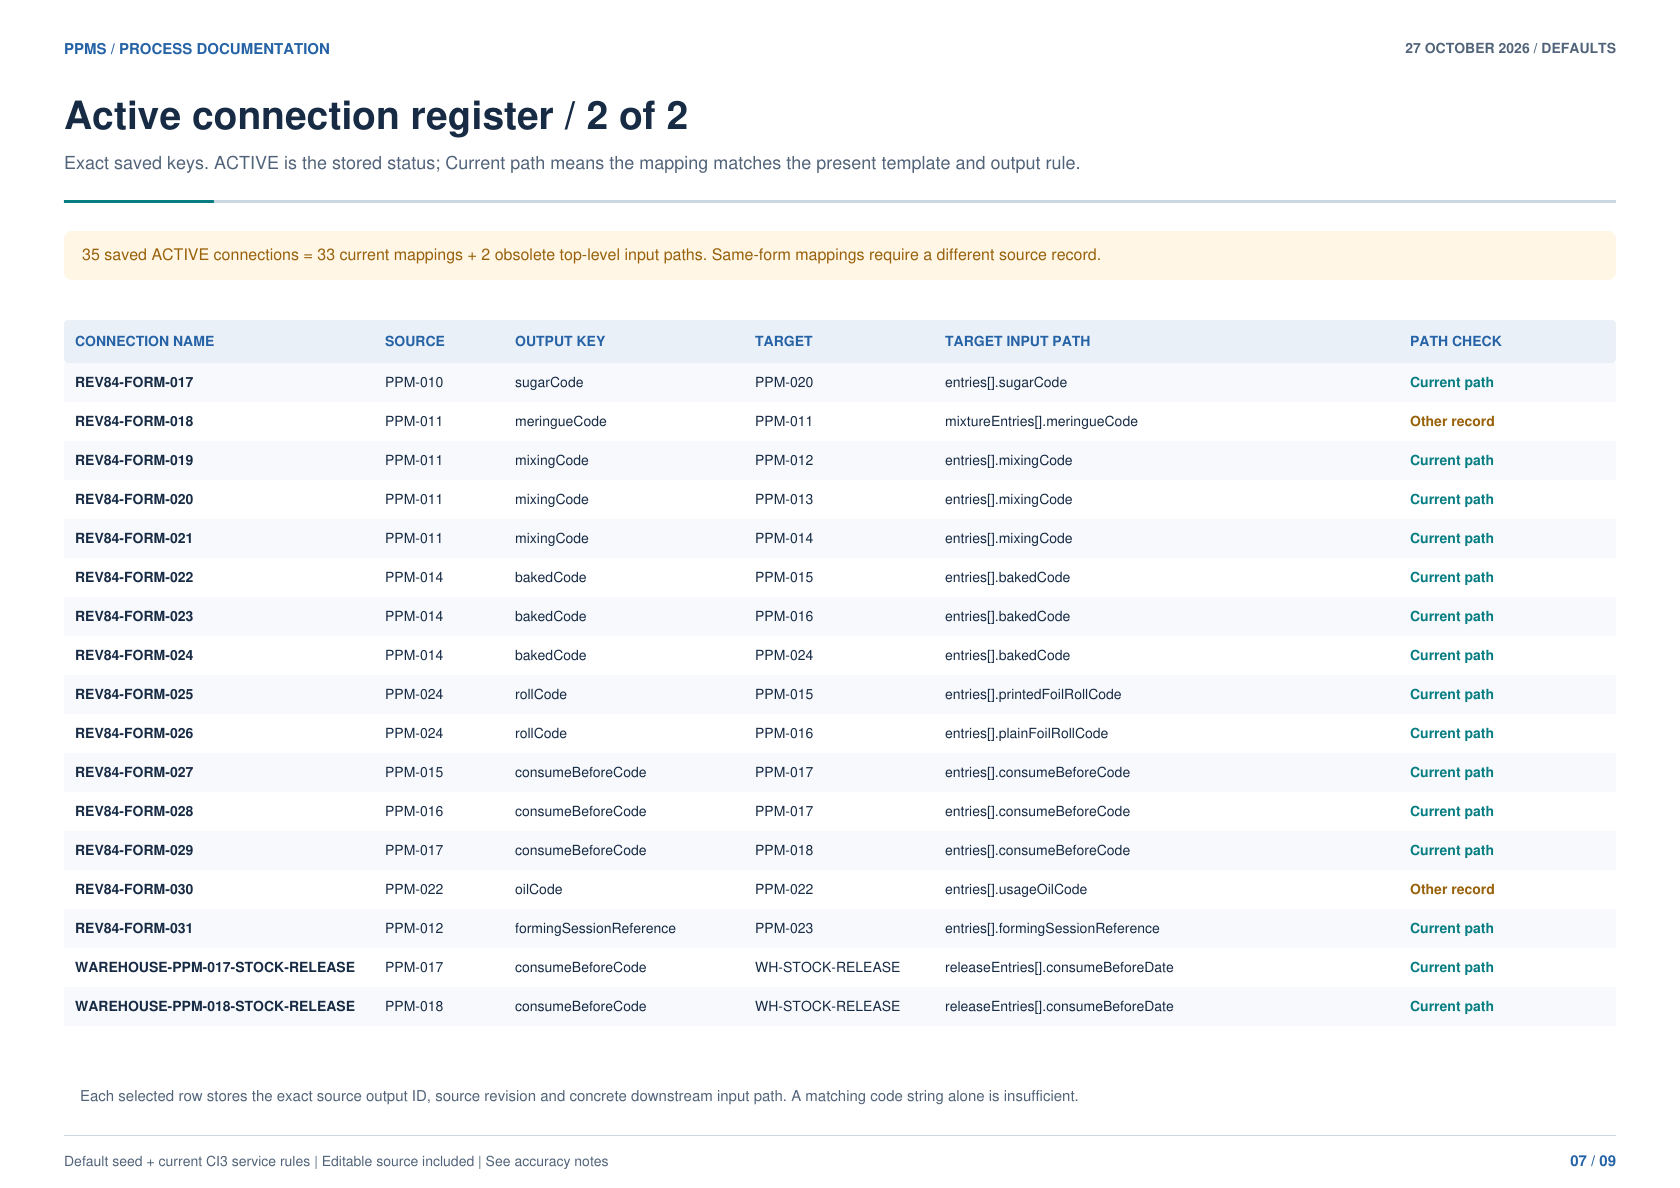 PPMS / PROCESS DOCUMENTATION
27 OCTOBER 2026 / DEFAULTS
Active connection register / 2 of 2
Exact saved keys. ACTIVE is the stored status; Current path means the mapping matches the present template and output rule.
35 saved ACTIVE connections = 33 current mappings + 2 obsolete top-level input paths. Same-form mappings require a different source record.
CONNECTION NAME SOURCE OUTPUT KEY TARGET TARGET INPUT PATH PATH CHECK
REV84-FORM-017 PPM-010 sugarCode PPM-020 entries[].sugarCode Current path
REV84-FORM-018 PPM-011 meringueCode PPM-011 mixtureEntries[].meringueCode Other record
REV84-FORM-019 PPM-011 mixingCode PPM-012 entries[].mixingCode Current path
REV84-FORM-020 PPM-011 mixingCode PPM-013 entries[].mixingCode Current path
REV84-FORM-021 PPM-011 mixingCode PPM-014 entries[].mixingCode Current path
REV84-FORM-022 PPM-014 bakedCode PPM-015 entries[].bakedCode Current path
REV84-FORM-023 PPM-014 bakedCode PPM-016 entries[].bakedCode Current path
REV84-FORM-024 PPM-014 bakedCode PPM-024 entries[].bakedCode Current path
REV84-FORM-025 PPM-024 rollCode PPM-015 entries[].printedFoilRollCode Current path
REV84-FORM-026 PPM-024 rollCode PPM-016 entries[].plainFoilRollCode Current path
REV84-FORM-027 PPM-015 consumeBeforeCode PPM-017 entries[].consumeBeforeCode Current path
REV84-FORM-028 PPM-016 consumeBeforeCode PPM-017 entries[].consumeBeforeCode Current path
REV84-FORM-029 PPM-017 consumeBeforeCode PPM-018 entries[].consumeBeforeCode Current path
REV84-FORM-030 PPM-022 oilCode PPM-022 entries[].usageOilCode Other record
REV84-FORM-031 PPM-012 formingSessionReference PPM-023 entries[].formingSessionReference Current path
WAREHOUSE-PPM-017-STOCK-RELEASE PPM-017 consumeBeforeCode WH-STOCK-RELEASE releaseEntries[].consumeBeforeDate Current path
WAREHOUSE-PPM-018-STOCK-RELEASE PPM-018 consumeBeforeCode WH-STOCK-RELEASE releaseEntries[].consumeBeforeDate Current path
Each selected row stores the exact source output ID, source revision and concrete downstream input path. A matching code string alone is insufficient.
Default seed + current CI3 service rules | Editable source included | See accuracy notes
07 / 09